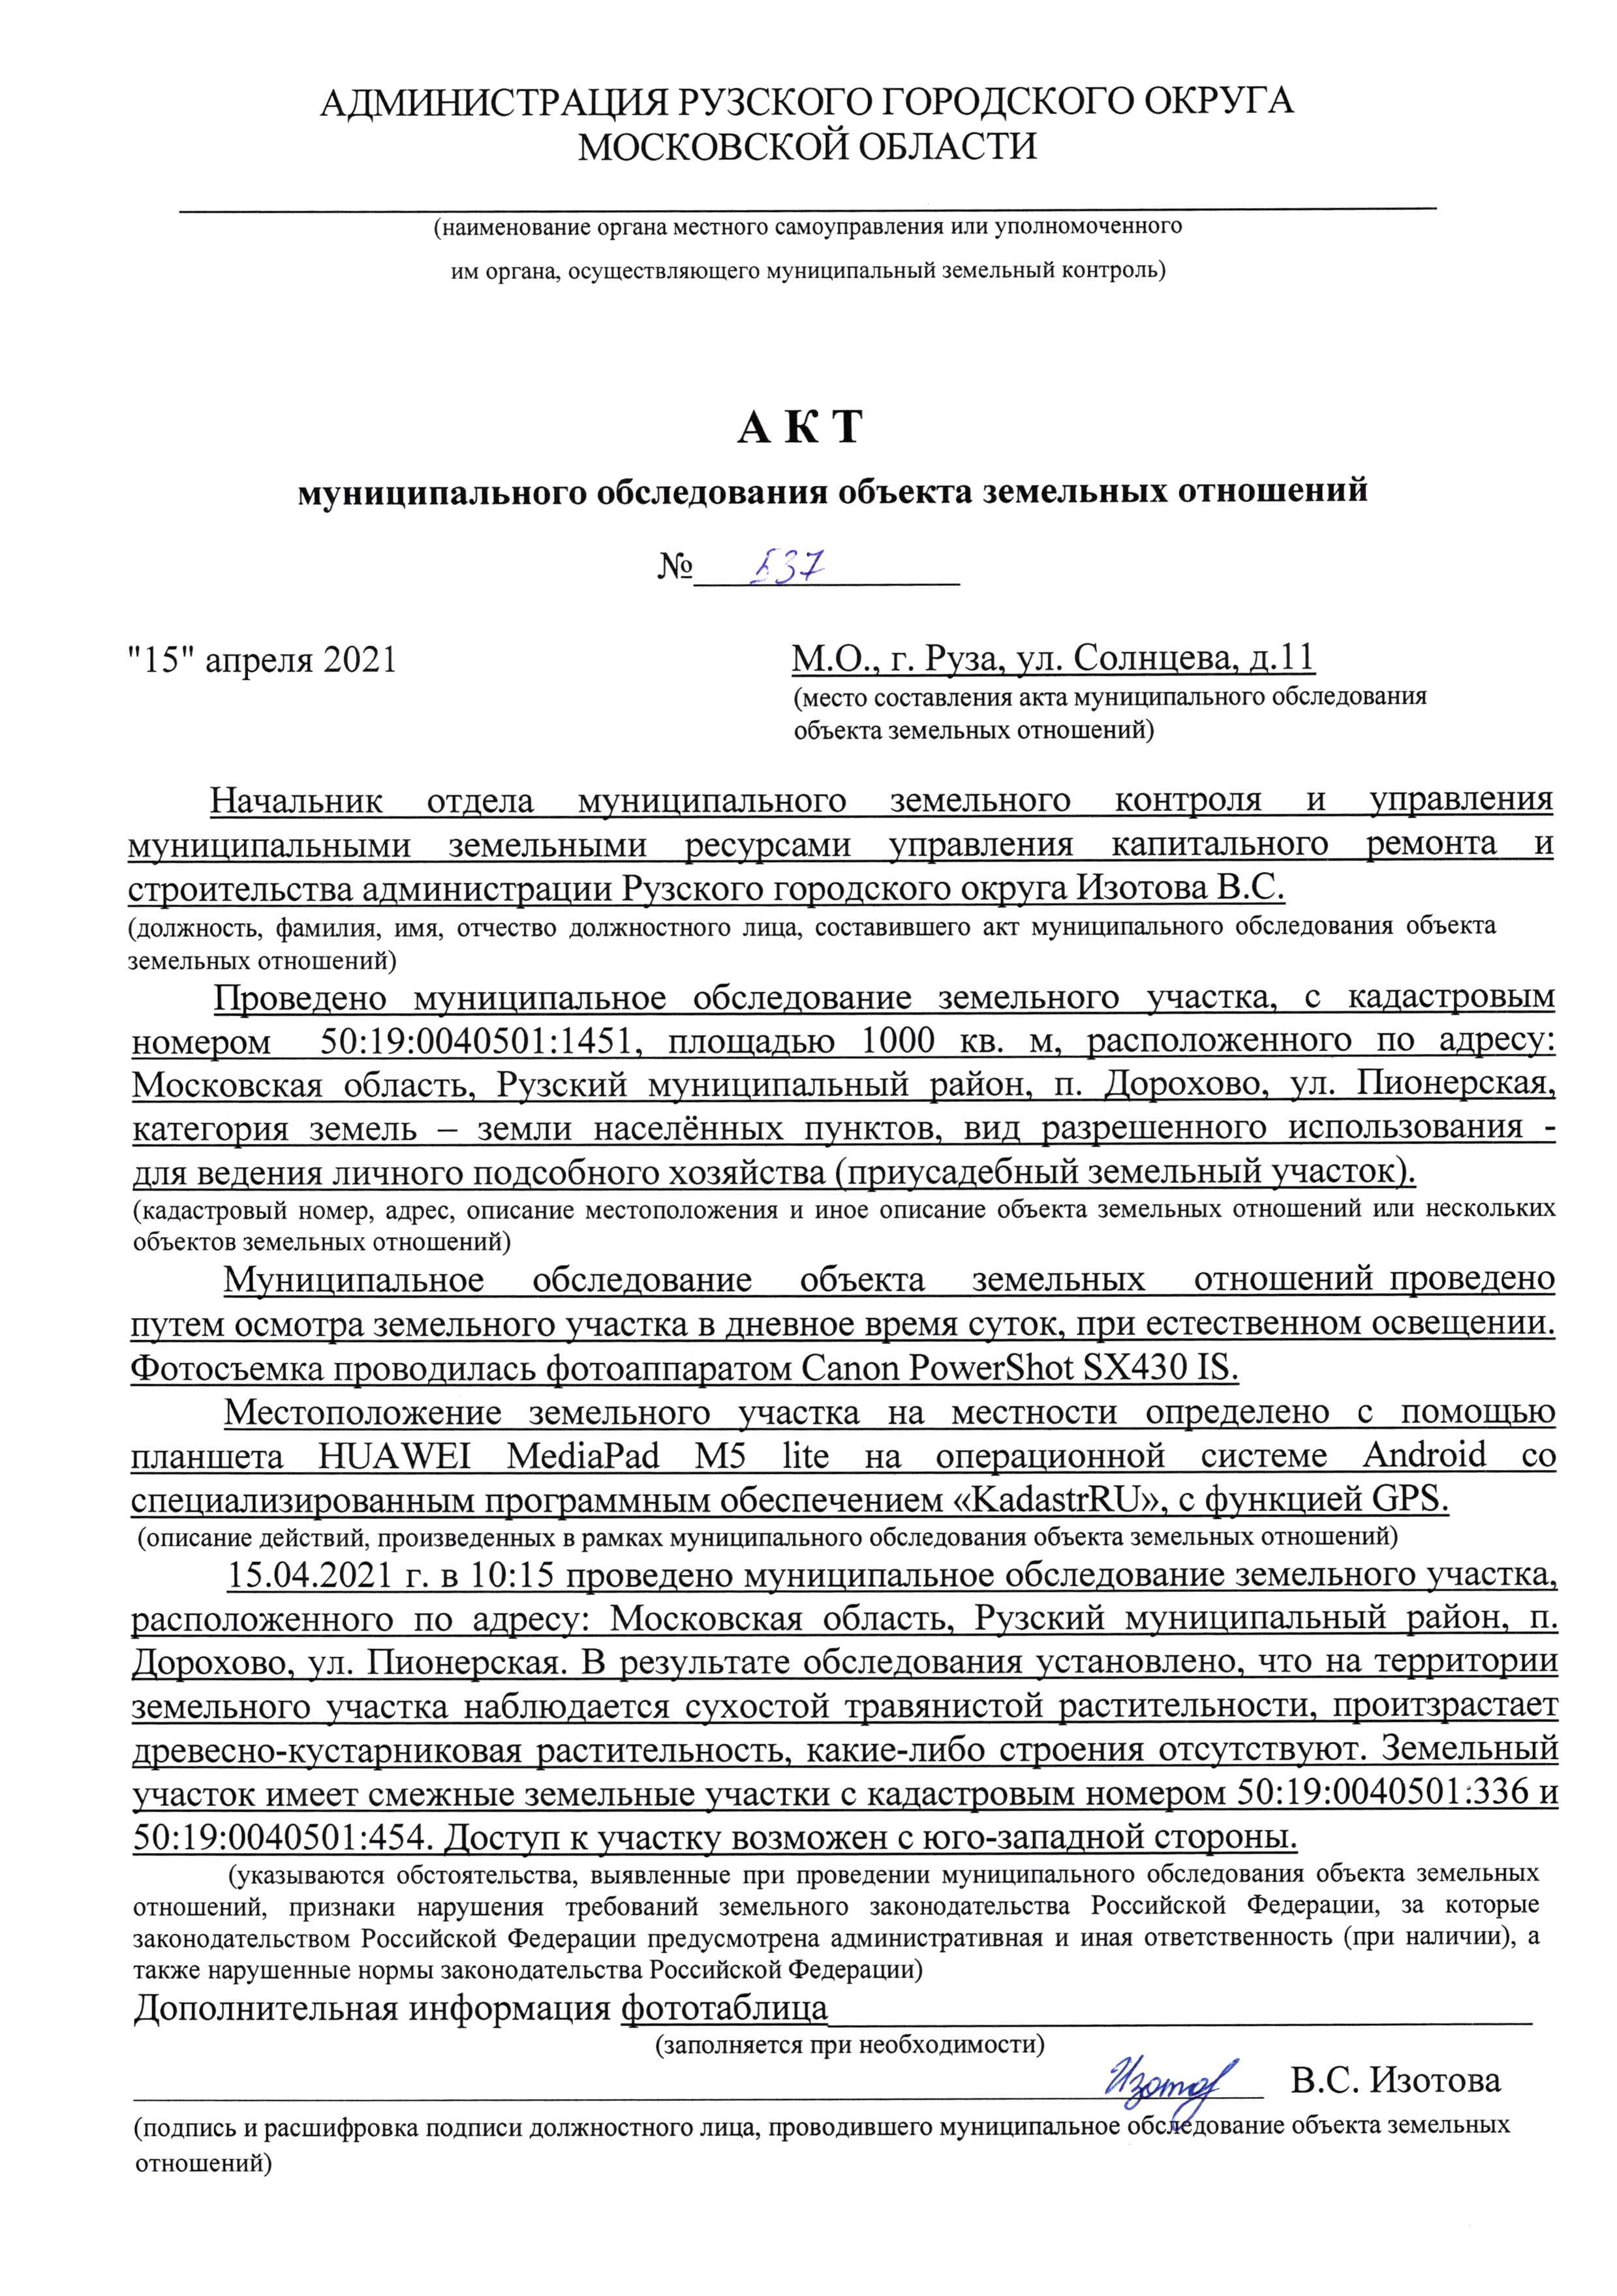 АДМИНИСТРАЦИЯ РУЗСКОГО ГОРОДСКОГО ОКРУГА
МОСКОВСКОЙ ОБЛАСТИ
(наименование органа местного самоуправления или уполномоченного
им органа, осуществляющего муниципальный земельный контроль)
А К Т
муниципального обследования объекта земельных отношений
№ 537
"15" апреля 2021
М.О., г. Руза, ул. Солнцева, д.11
(место составления акта муниципального обследования
объекта земельных отношений)
Начальник отдела муниципального земельного контроля и управления
муниципальными земельными ресурсами управления капитального ремонта и
строительства администрации Рузского городского округа Изотова В.С.
(должность, фамилия, имя, отчество должностного лица, составившего акт муниципального обследования объекта
земельных отношений)
Проведено муниципальное обследование земельного участка, с кадастровым
номером 50:19:0040501:1451, площадью 1000 кв. м, расположенного по адресу:
Московская область, Рузский муниципальный район, п. Дорохово, ул. Пионерская,
категория земель – земли населённых пунктов, вид разрешенного использования -
для ведения личного подсобного хозяйства (приусадебный земельный участок).
(кадастровый номер, адрес, описание местоположения и иное описание объекта земельных отношений или нескольких
объектов земельных отношений)
Муниципальное обследование объекта земельных отношений проведено
путем осмотра земельного участка в дневное время суток, при естественном освещении.
Фотосъемка проводилась фотоаппаратом Canon PowerShot SX430 IS.
Местоположение земельного участка на местности определено с помощью
планшета HUAWEI MediaPad M5 lite на операционной системе Android со
специализированным программным обеспечением «KadastrRU», с функцией GPS.
(описание действий, произведенных в рамках муниципального обследования объекта земельных отношений)
15.04.2021 г. в 10:15 проведено муниципальное обследование земельного участка,
расположенного по адресу: Московская область, Рузский муниципальный район, п.
Дорохово, ул. Пионерская. В результате обследования установлено, что на территории
земельного участка наблюдается сухостой травянистой растительности, проитзрастает
древесно-кустарниковая растительность, какие-либо строения отсутствуют. Земельный
участок имеет смежные земельные участки с кадастровым номером 50:19:0040501:336 и
50:19:0040501:454. Доступ к участку возможен с юго-западной стороны.
(указываются обстоятельства, выявленные при проведении муниципального обследования объекта земельных
отношений, признаки нарушения требований земельного законодательства Российской Федерации, за которые
законодательством Российской Федерации предусмотрена административная и иная ответственность (при наличии), а
также нарушенные нормы законодательства Российской Федерации)
Дополнительная информация фототаблица
(заполняется при необходимости)
Изотов В.С. Изотова
(подпись и расшифровка подписи должностного лица, проводившего муниципальное обследование объекта земельных
отношений)